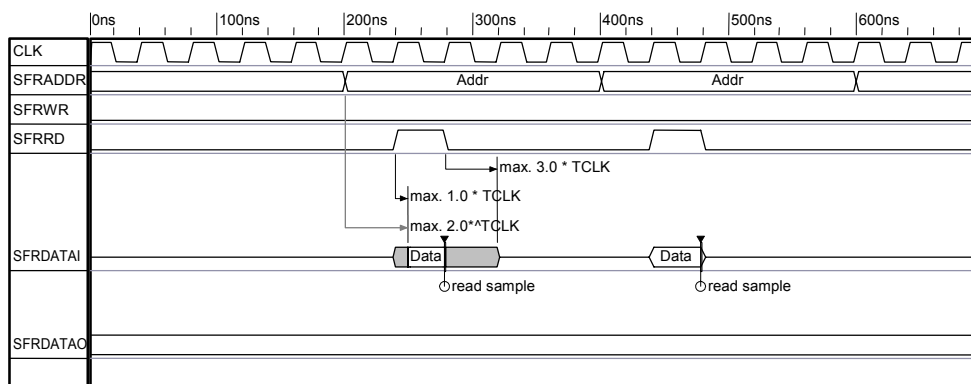 0ns 100ns 200ns 300ns 400ns 500ns 600ns
CLK
SFRADDR Addr Addr
SFRWR
SFRRD
max. 3.0 * TCLK
max. 1.0 * TCLK
max. 2.0*^TCLK
SFRDATAI Data Data
read sample read sample
SFRDATAO